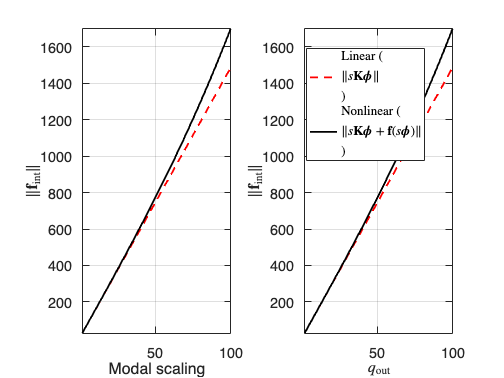 1600
1400
1200
1000
800
600
400
200
‖f_int‖
50
100
Modal scaling
1600
1400
1200
1000
800
600
400
200
‖f_int‖
50
100
q_out
Linear (
‖sKϕ‖
)
Nonlinear (
‖sKϕ + f(sϕ)‖
)